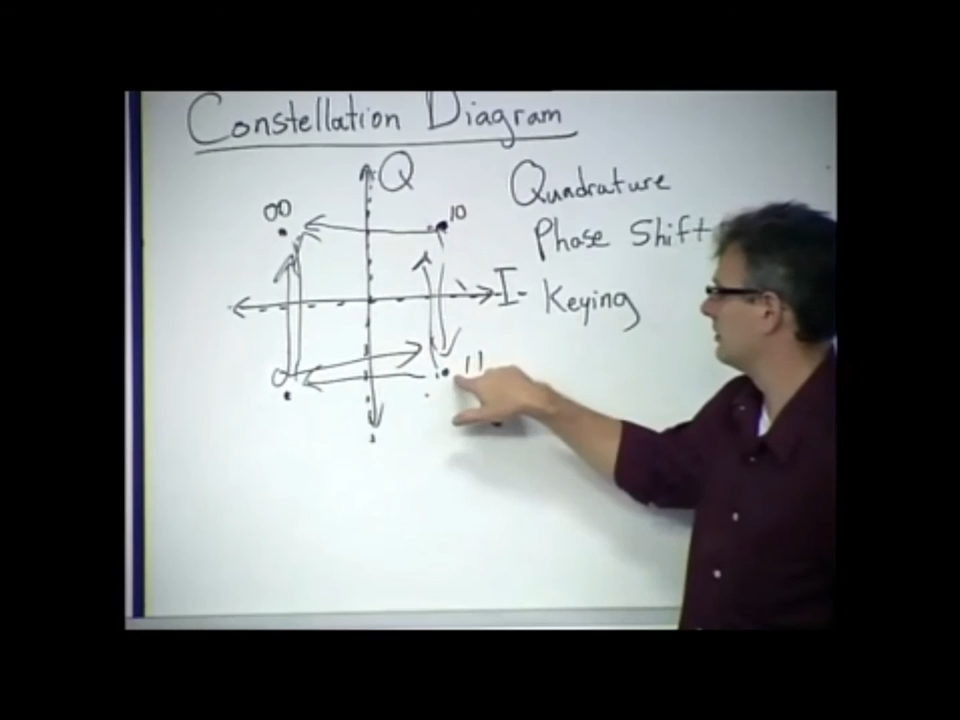 Constellation Diagram
Q
Quadrature
00
10
Phase Shift
I
Keying
11